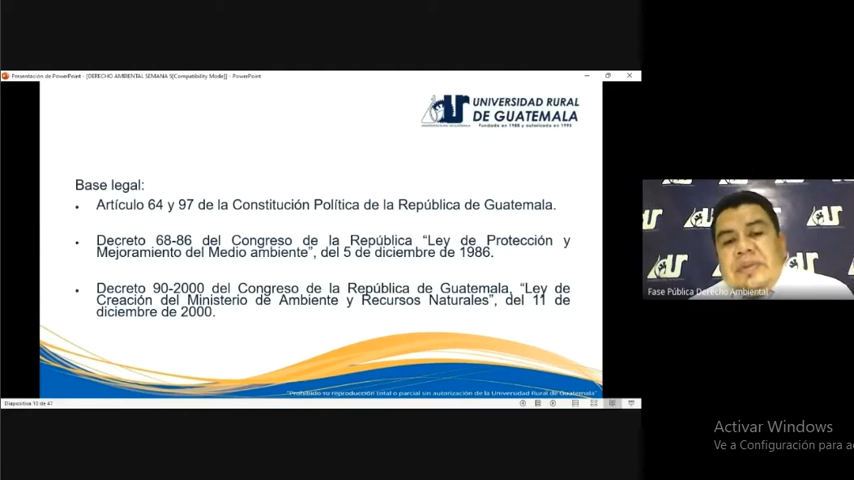 Presentación de PowerPoint - [DERECHO AMBIENTAL SEMANA 5[Compatibility Mode]] - PowerPoint
UNIVERSIDAD RURAL
DE GUATEMALA
Fundada en 1988 y autorizada en 1995
Base legal:
• Artículo 64 y 97 de la Constitución Política de la República de Guatemala.
• Decreto 68-86 del Congreso de la República “Ley de Protección y
Mejoramiento del Medio ambiente”, del 5 de diciembre de 1986.
• Decreto 90-2000 del Congreso de la República de Guatemala, “Ley de
Creación del Ministerio de Ambiente y Recursos Naturales”, del 11 de
diciembre de 2000.
"Prohibido su reproducción total o parcial sin autorización de la Universidad Rural de Guatemala"
Diapositiva 10 de 47
Fase Pública Derecho Ambiental
Activar Windows
Ve a Configuración para a